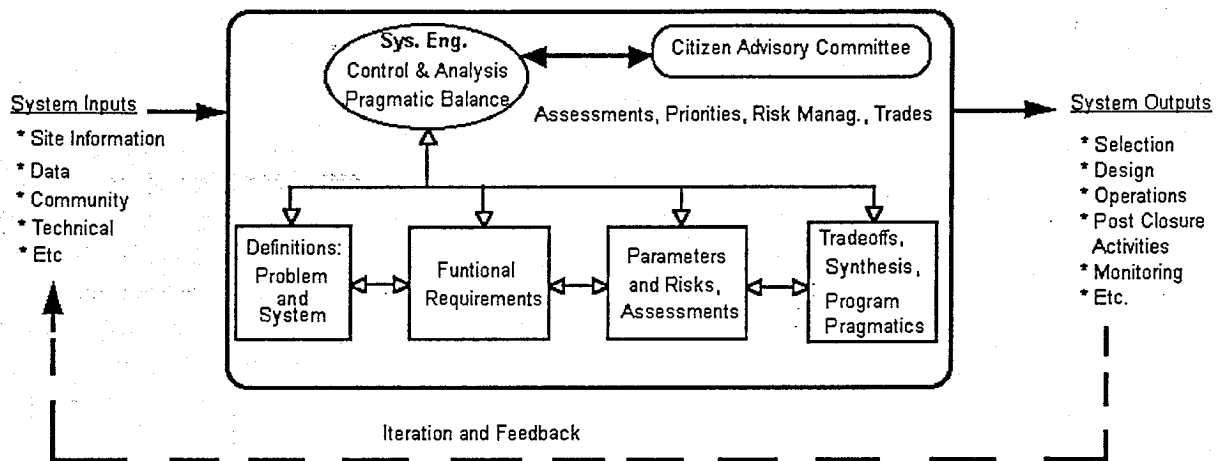 Sys. Eng.
Control & Analysis
Pragmatic Balance
Citizen Advisory Committee
Assessments, Priorities, Risk Manag., Trades
System Inputs
* Site Information
* Data
* Community
* Technical
* Etc
Definitions:
Problem
and
System
Funtional
Requirements
Parameters
and Risks,
Assessments
Tradeoffs,
Synthesis,
Program
Pragmatics
System Outputs
* Selection
* Design
* Operations
* Post Closure
Activities
* Monitoring
* Etc.
Iteration and Feedback